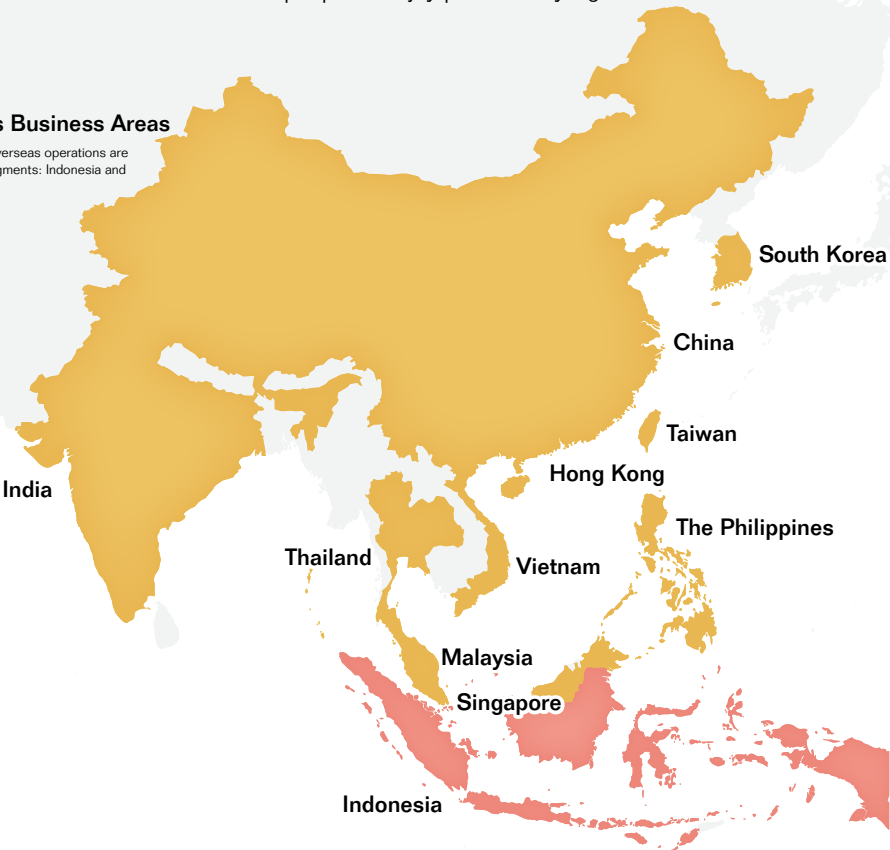 s Business Areas
verseas operations are
gments: Indonesia and
South Korea
China
Taiwan
Hong Kong
India
The Philippines
Thailand
Vietnam
Malaysia
Singapore
Indonesia